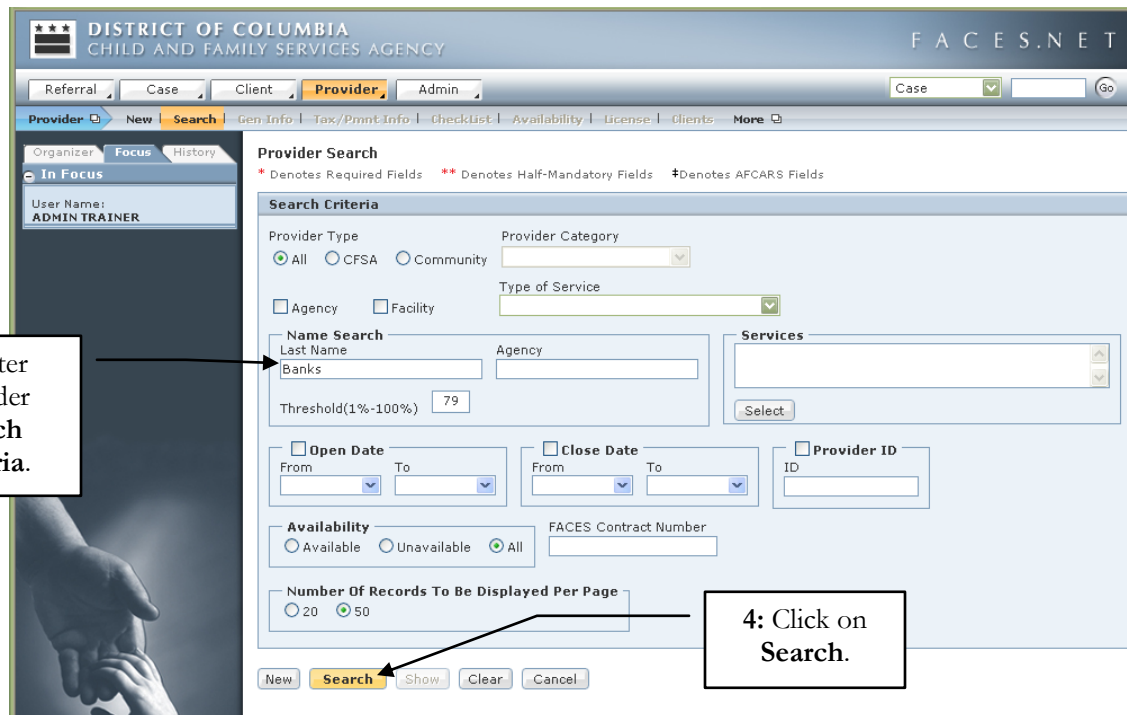 DISTRICT OF COLUMBIA
CHILD AND FAMILY SERVICES AGENCY
FACES.NET
Referral Case Client Provider Admin Case Go
Provider New Search Gen Info Tax/Pmnt Info CheckList Availability License Clients More
Organizer Focus History
In Focus
User Name:
ADMIN TRAINER
Provider Search
* Denotes Required Fields ** Denotes Half-Mandatory Fields ‡Denotes AFCARS Fields
Search Criteria
Provider Type Provider Category
All CFSA Community
Type of Service
Agency Facility
Name Search
Last Name Agency
Banks
Threshold(1%-100%) 79
Services
Select
Open Date
From To
Close Date
From To
Provider ID
ID
Availability
Available Unavailable All
FACES Contract Number
Number Of Records To Be Displayed Per Page
20 50
4: Click on
Search.
New Search Show Clear Cancel